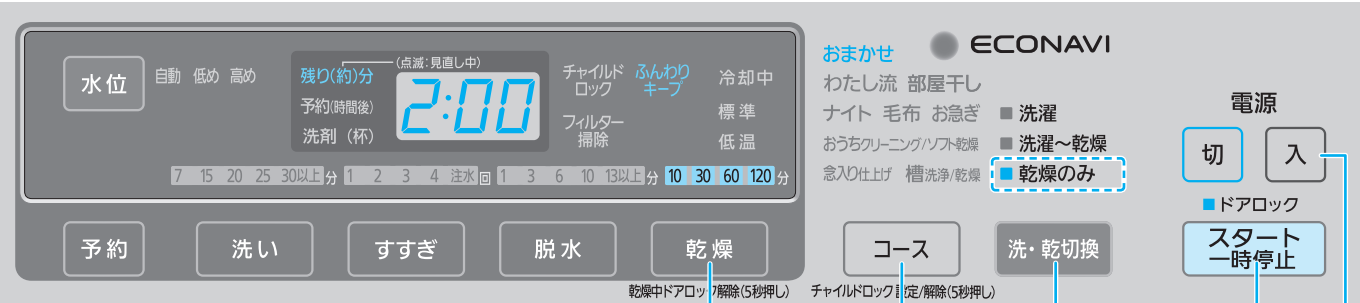 水位
自動 低め 高め
残り(約)分
(点滅:見直し中)
予約(時間後)
洗剤 (杯)
2:00
チャイルド
ロック
ふんわり
キープ
フィルター
掃除
冷却中
標準
低温
7 15 20 25 30以上 分 1 2 3 4 注水 回 1 3 6 10 13以上 分 10 30 60 120 分
予約
洗い
すすぎ
脱水
乾燥
乾燥中ドアロック解除(5秒押し)
おまかせ
ECONAVI
わたし流 部屋干し
ナイト 毛布 お急ぎ
おうちクリーニング/ソフト乾燥
念入り仕上げ 槽洗浄/乾燥
洗濯
洗濯~乾燥
乾燥のみ
コース
洗・乾切換
チャイルドロック設定/解除(5秒押し)
電源
切
入
ドアロック
スタート
一時停止